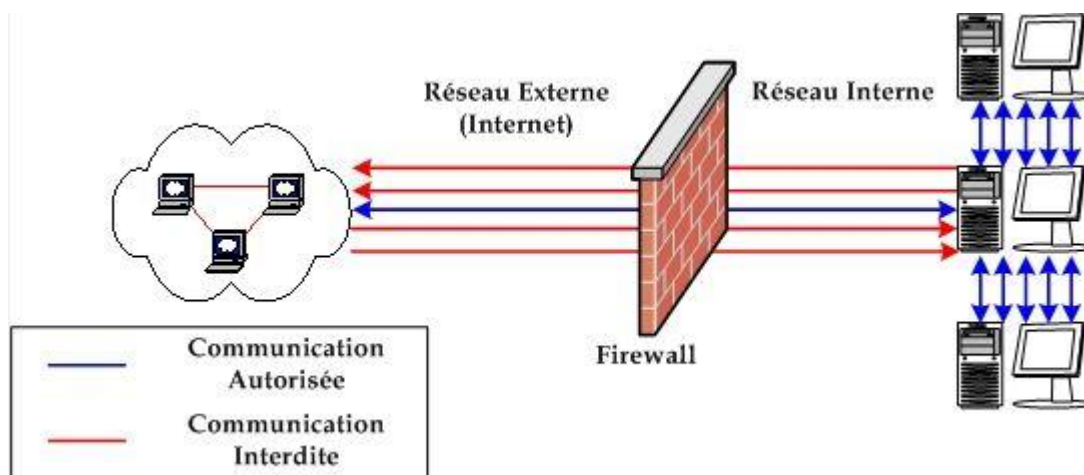 Réseau Externe
(Internet)
Réseau Interne
Firewall
Communication
Autorisée
Communication
Interdite